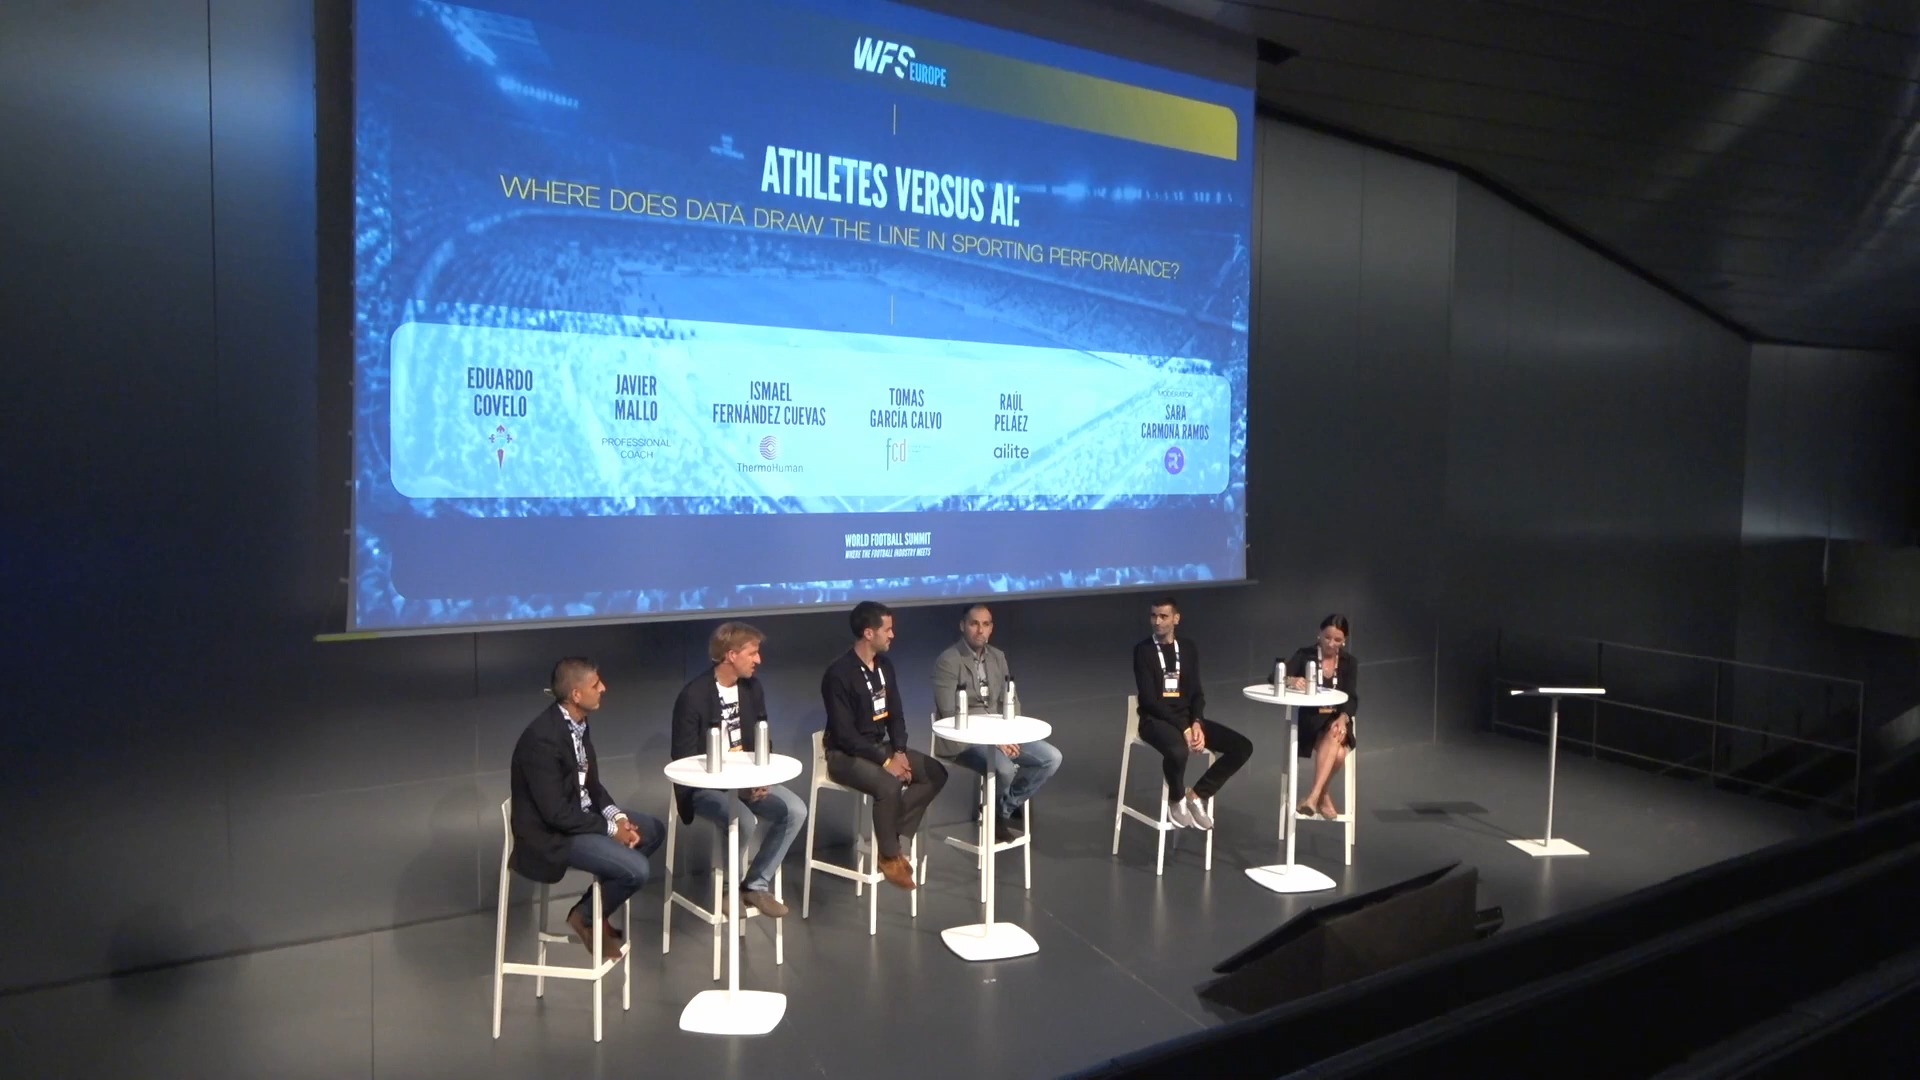 WFS EUROPE
ATHLETES VERSUS AI:
WHERE DOES DATA DRAW THE LINE IN SPORTING PERFORMANCE?
EDUARDO
COVELO
JAVIER
MALLO
PROFESSIONAL
COACH
ISMAEL
FERNÁNDEZ CUEVAS
ThermoHuman
TOMAS
GARCÍA CALVO
fcd
RAÚL
PELÁEZ
ailite
MODERATOR
SARA
CARMONA RAMOS
WORLD FOOTBALL SUMMIT
WHERE THE FOOTBALL INDUSTRY MEETS